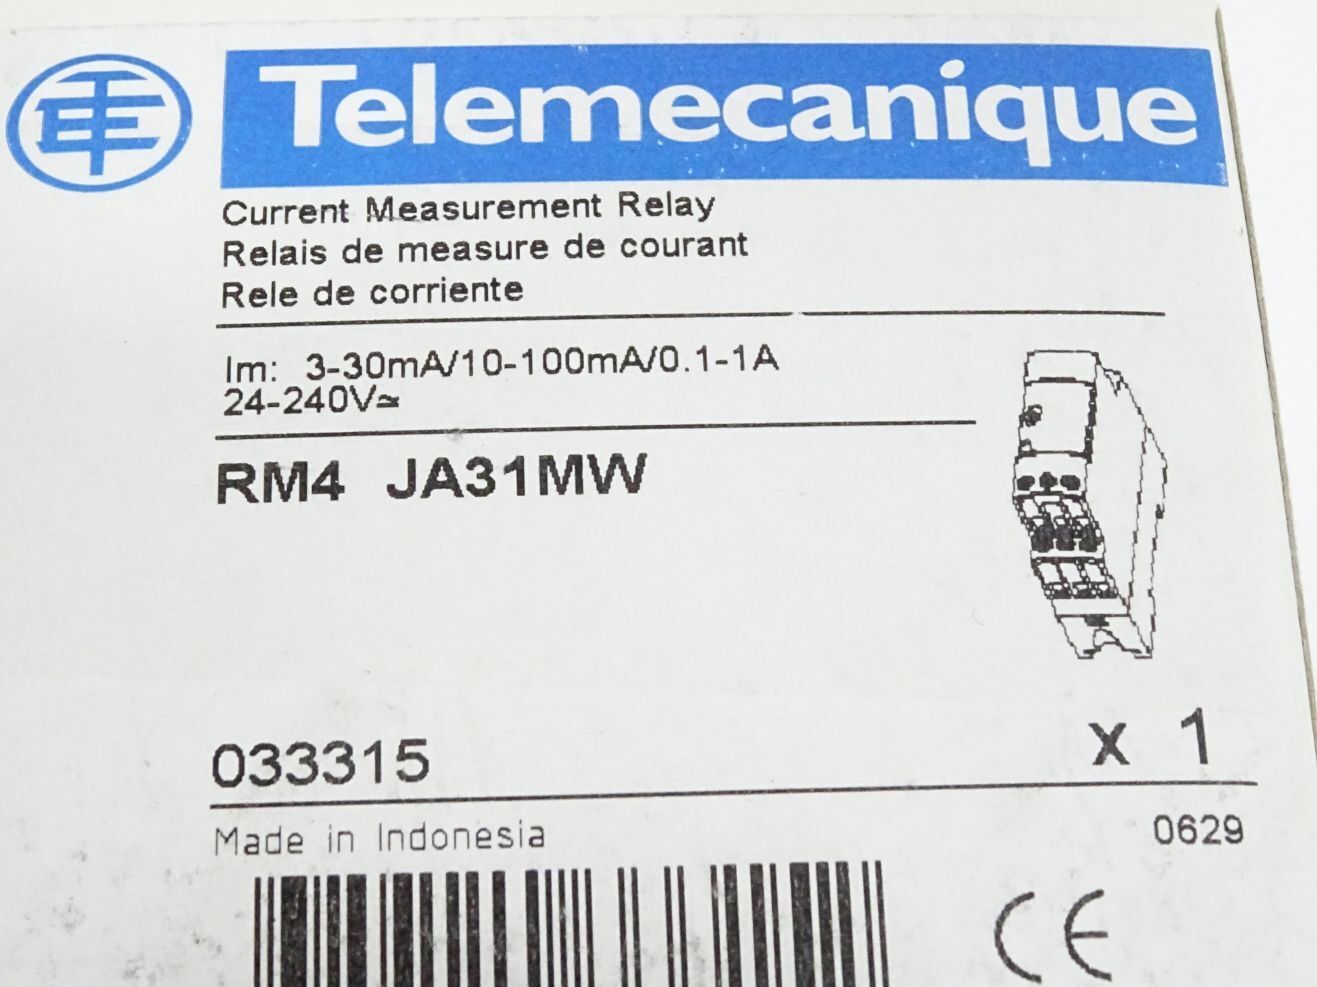 Telemecanique
Current Measurement Relay
Relais de measure de courant
Rele de corriente
Im: 3-30mA/10-100mA/0.1-1A
24-240V≃
RM4 JA31MW
033315 x 1
Made in Indonesia 0629
CE